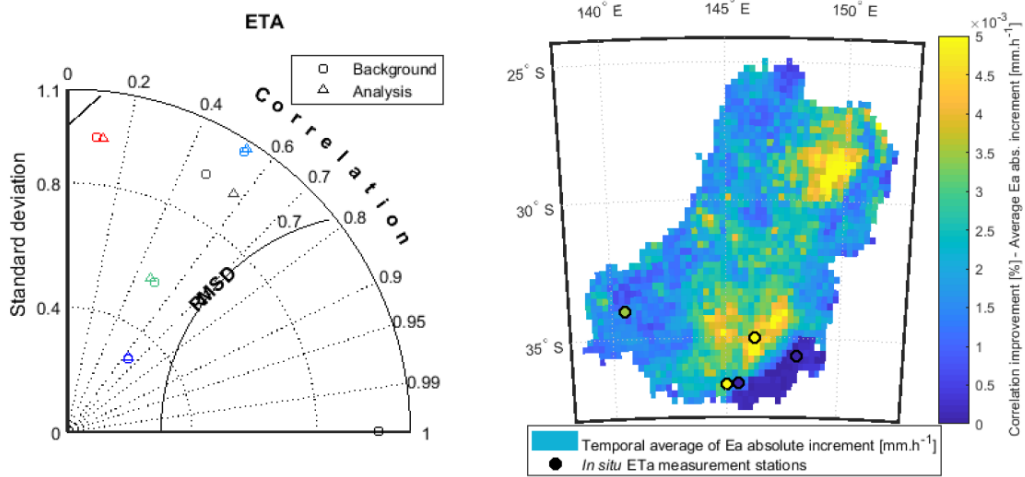 ETA
Background
Analysis
Correlation
0
0.2
0.4
0.6
0.7
0.8
0.9
0.95
0.99
1
1.1
0.8
0.4
0
Standard deviation
0.7
RMSD
140° E
145° E
150° E
25° S
30° S
35° S
×10⁻³
5
4.5
4
3.5
3
2.5
2
1.5
1
0.5
0
Correlation improvement [%] - Average Ea abs. increment [mm.h⁻¹]
Temporal average of Ea absolute increment [mm.h⁻¹]
In situ ETa measurement stations